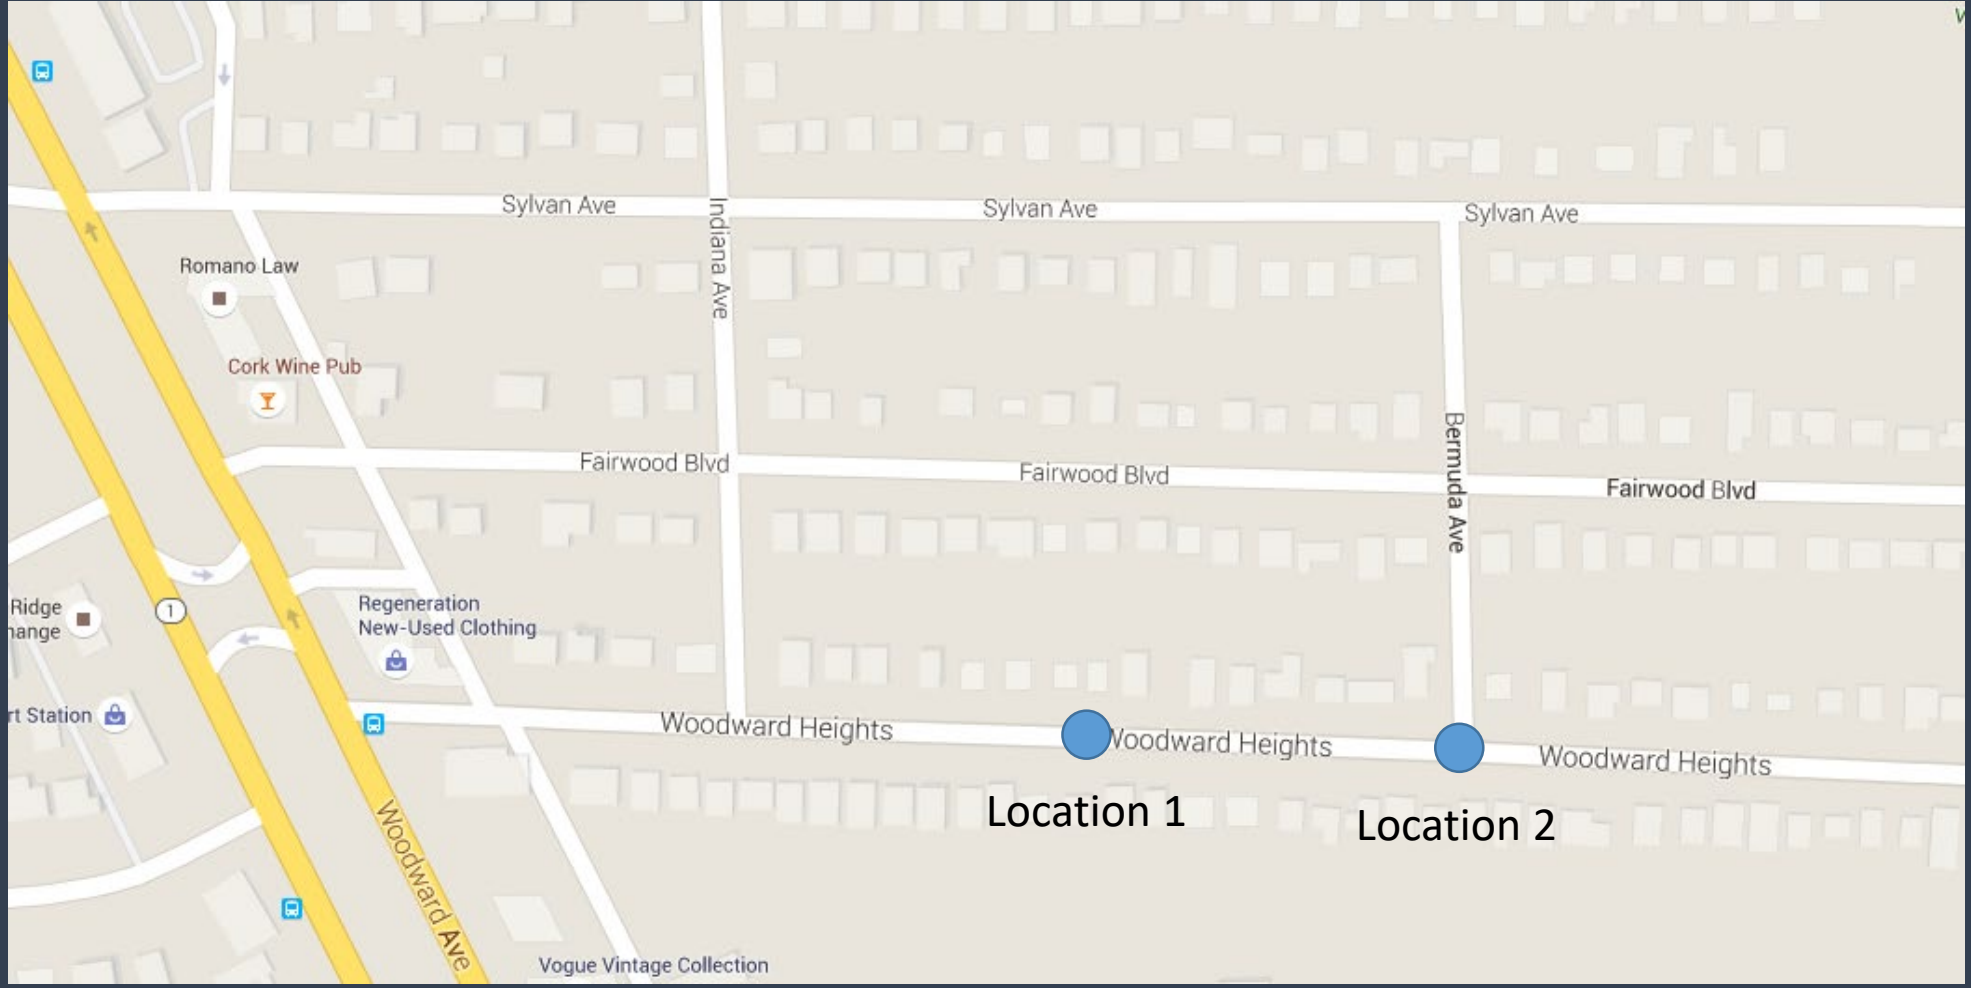 Sylvan Ave
Sylvan Ave
Sylvan Ave
Indiana Ave
Romano Law
Cork Wine Pub
Fairwood Blvd
Fairwood Blvd
Fairwood Blvd
Bermuda Ave
1
Ridge
hange
Regeneration
New-Used Clothing
rt Station
Woodward Heights
Woodward Heights
Woodward Heights
Location 1
Location 2
Woodward Ave
Vogue Vintage Collection